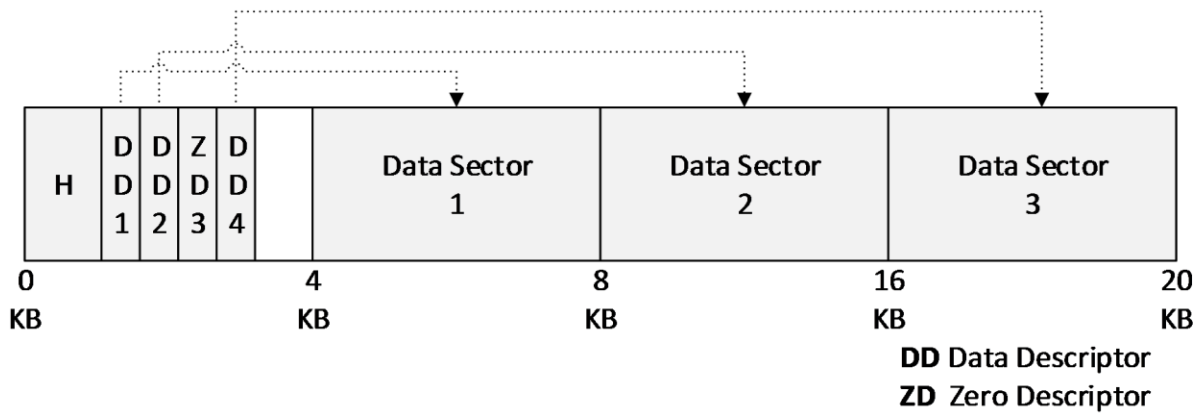 H
D D 1
D D 2
Z D 3
D D 4
Data Sector
1
Data Sector
2
Data Sector
3
0 KB
4 KB
8 KB
16 KB
20 KB
DD Data Descriptor
ZD Zero Descriptor